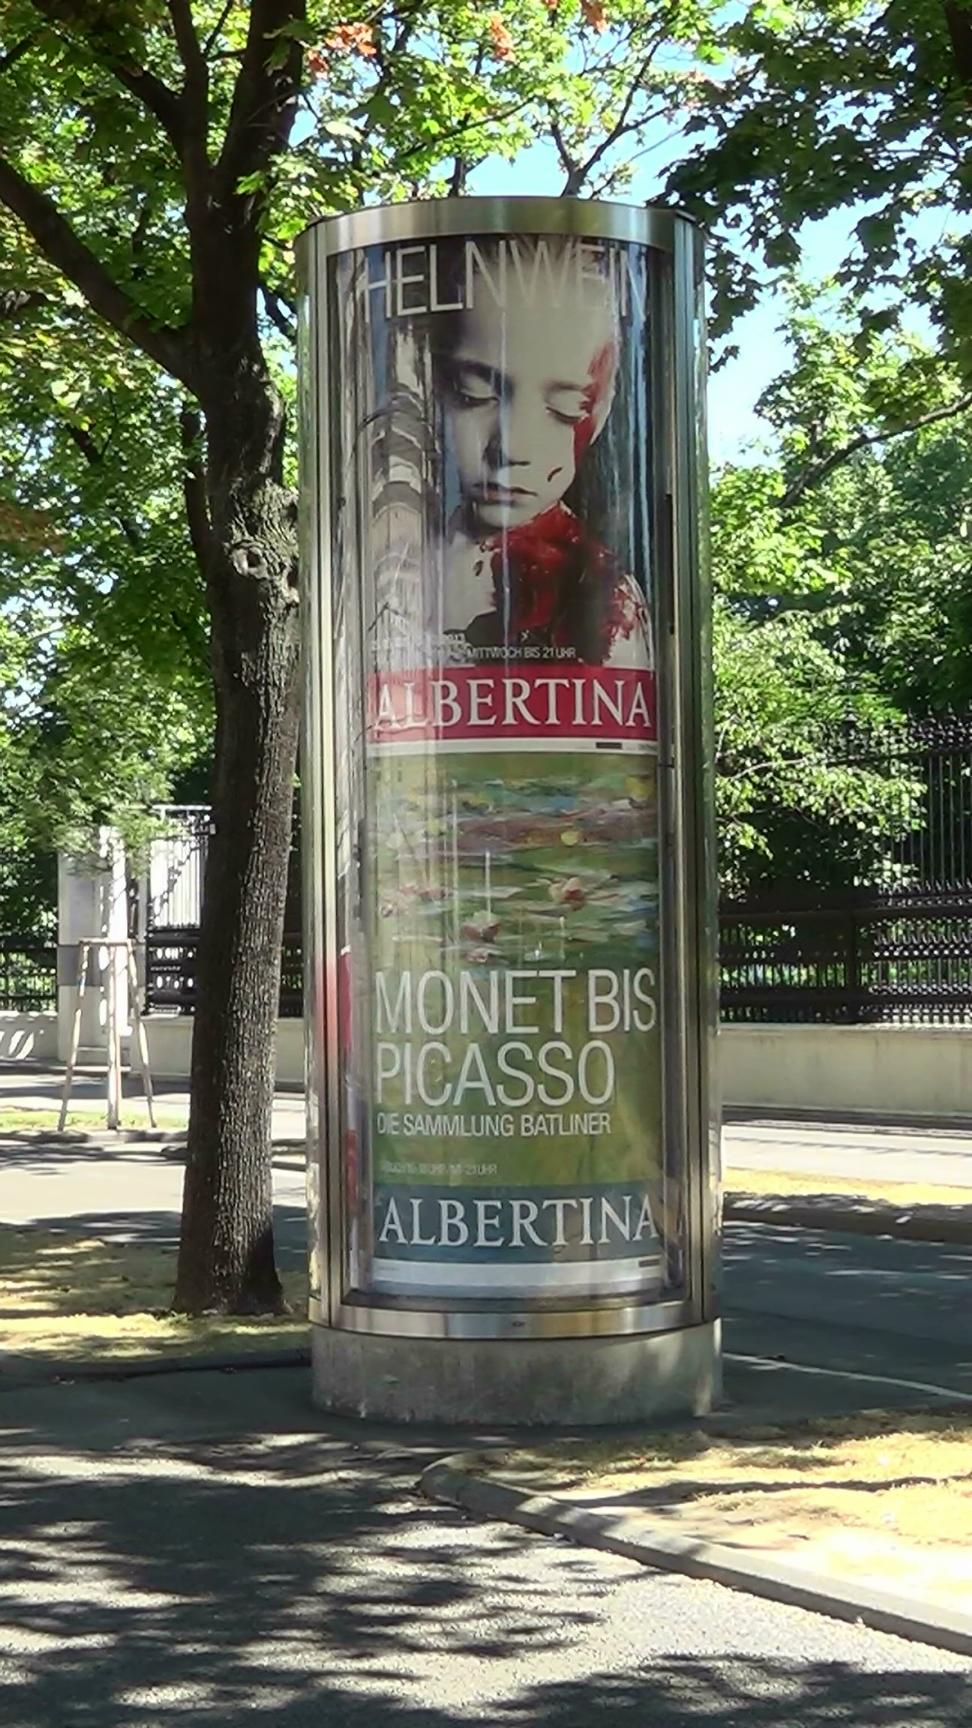 HELNWEIN
MITTWOCH BIS 21 UHR
ALBERTINA
MONET BIS
PICASSO
DIE SAMMLUNG BATLINER
ALBERTINA